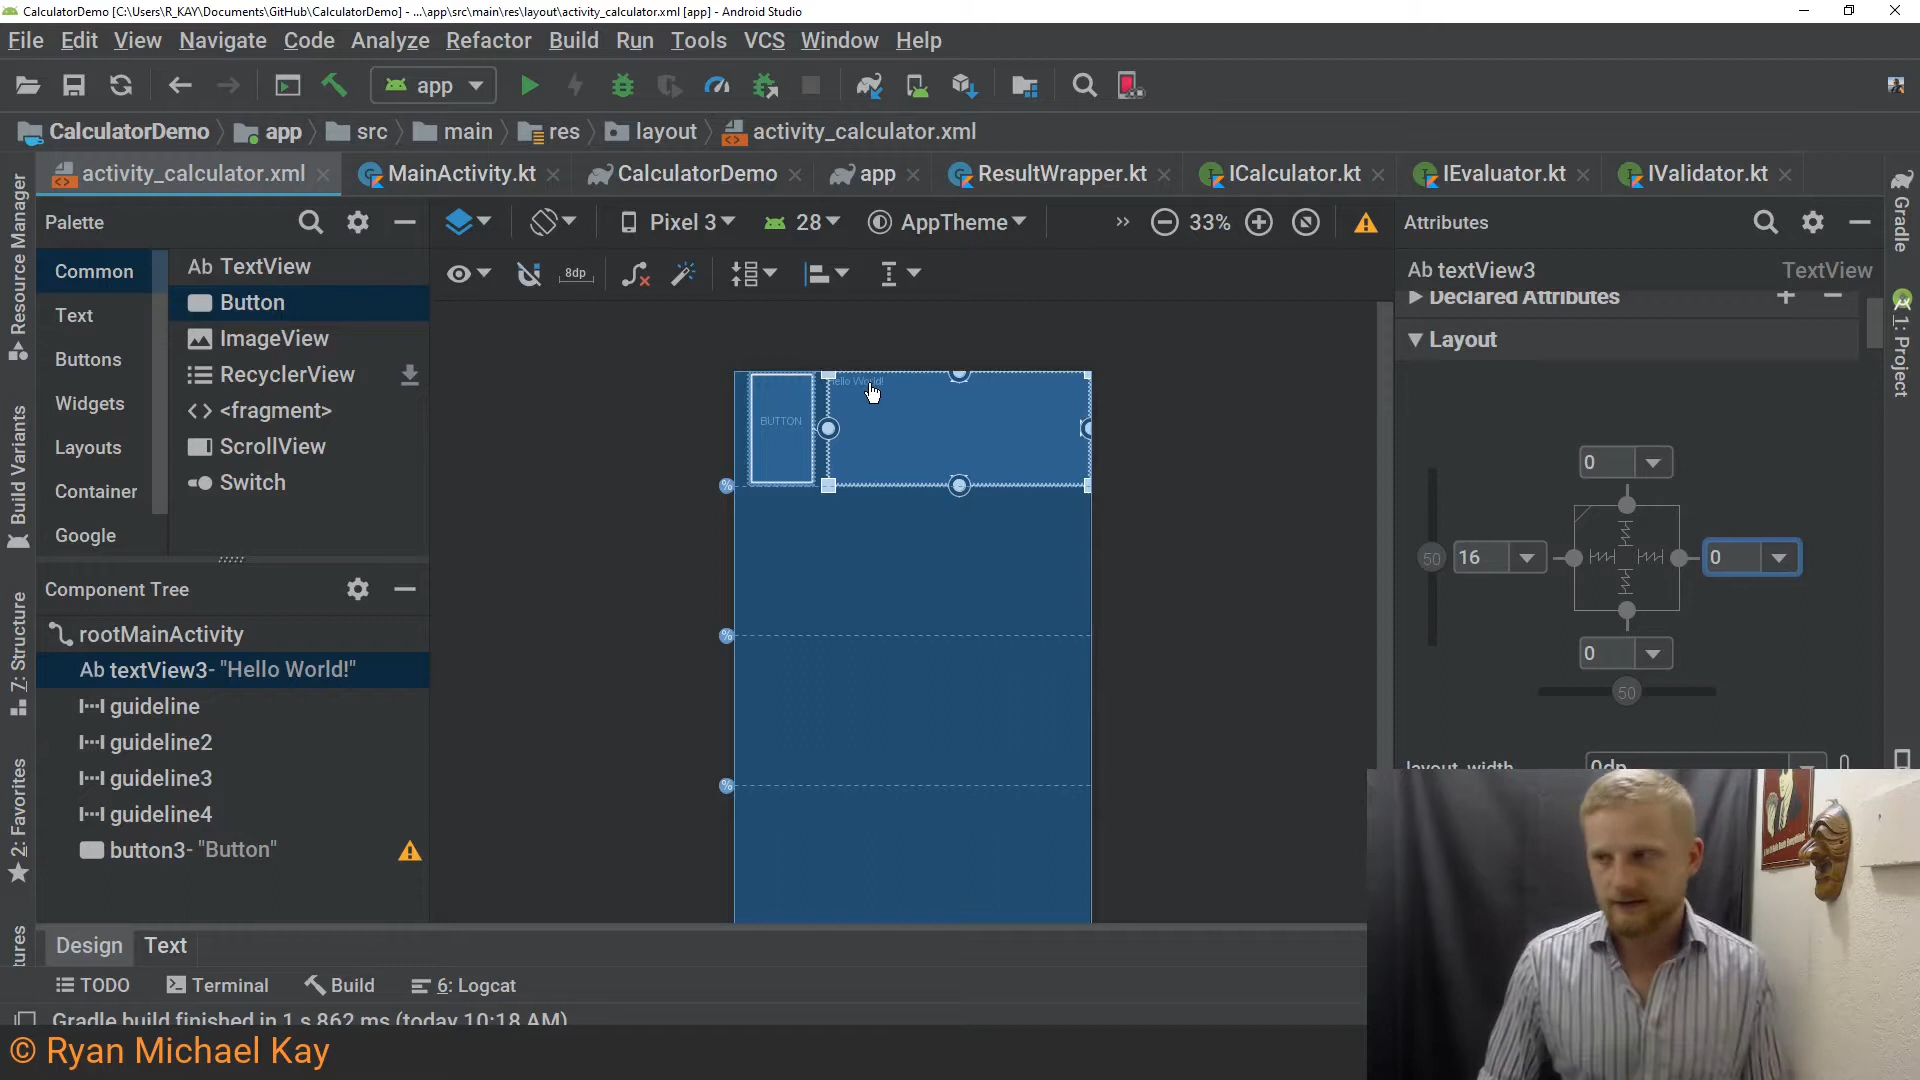 CalculatorDemo [C:\Users\R_KAY\Documents\GitHub\CalculatorDemo] - ...\app\src\main\res\layout\activity_calculator.xml [app] - Android Studio
File Edit View Navigate Code Analyze Refactor Build Run Tools VCS Window Help
app
CalculatorDemo app src main res layout activity_calculator.xml
activity_calculator.xml MainActivity.kt CalculatorDemo app ResultWrapper.kt ICalculator.kt IEvaluator.kt IValidator.kt
Resource Manager
Build Variants
7: Structure
2: Favorites
Palette
Common
Text
Buttons
Widgets
Layouts
Container
Google
Ab TextView
Button
ImageView
RecyclerView
<fragment>
ScrollView
Switch
Component Tree
rootMainActivity
Ab textView3- "Hello World!"
guideline
guideline2
guideline3
guideline4
button3- "Button"
Pixel 3 28 AppTheme » 33%
8dp
Hello World!
BUTTON
%
%
%
Attributes
Ab textView3 TextView
Declared Attributes
Layout
0
50 16 0
0
50
layout_width 0dp
Gradle
1: Project
Design Text
TODO Terminal Build 6: Logcat
Gradle build finished in 1 s 862 ms (today 10:18 AM)
© Ryan Michael Kay